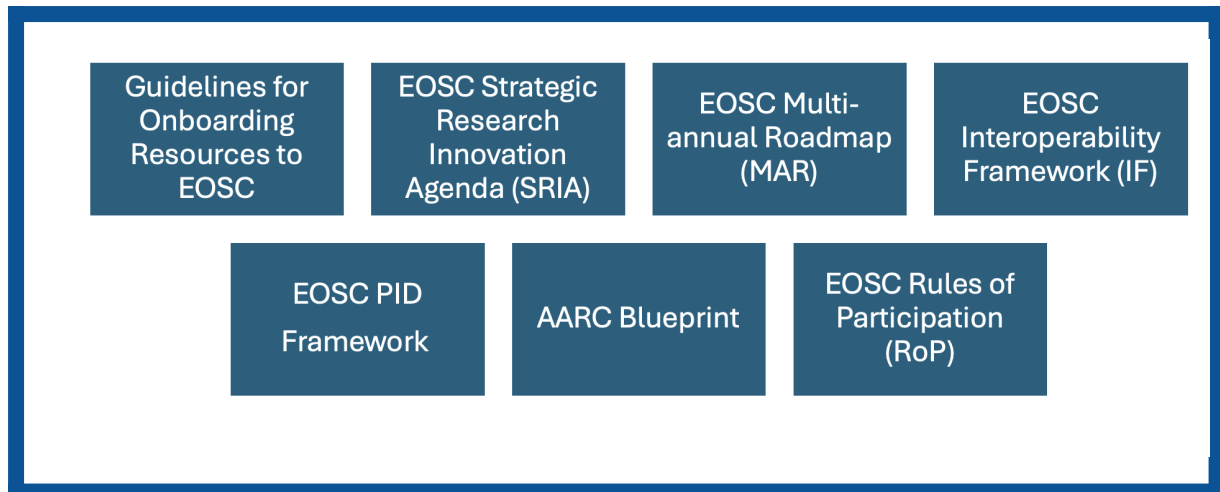 Guidelines for
Onboarding
Resources to
EOSC
EOSC Strategic
Research
Innovation
Agenda (SRIA)
EOSC Multi-
annual Roadmap
(MAR)
EOSC
Interoperability
Framework (IF)
EOSC PID
Framework
AARC Blueprint
EOSC Rules of
Participation
(RoP)